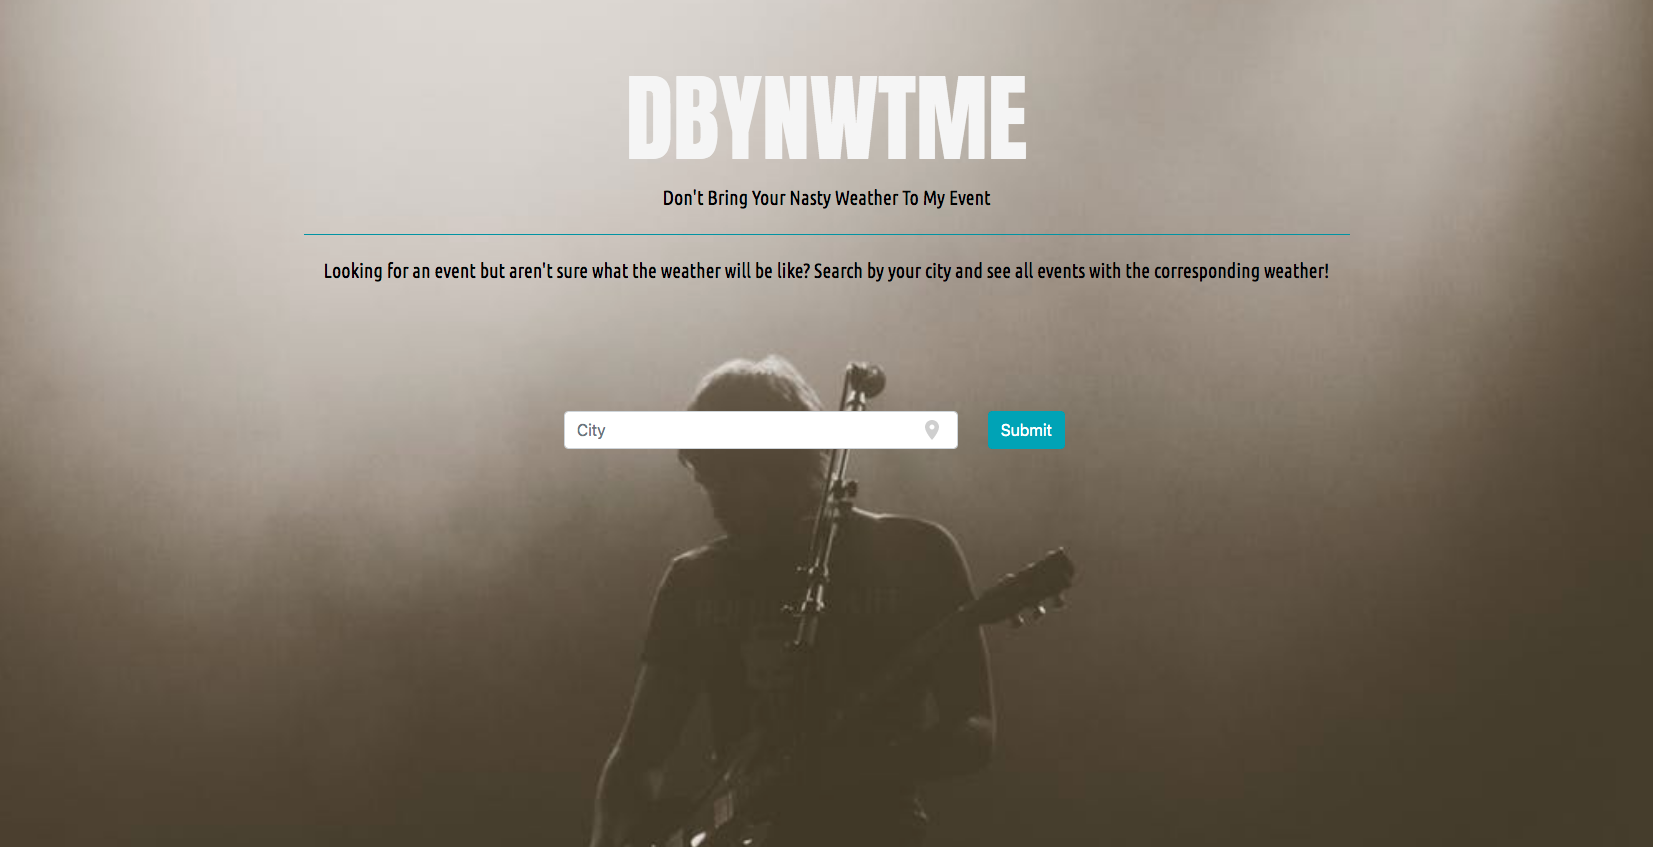 DBYNWTME
Don't Bring Your Nasty Weather To My Event
Looking for an event but aren't sure what the weather will be like? Search by your city and see all events with the corresponding weather!
City
Submit